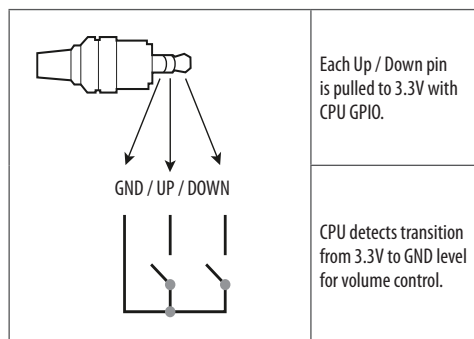 Each Up / Down pin
is pulled to 3.3V with
CPU GPIO.
GND / UP / DOWN
CPU detects transition
from 3.3V to GND level
for volume control.